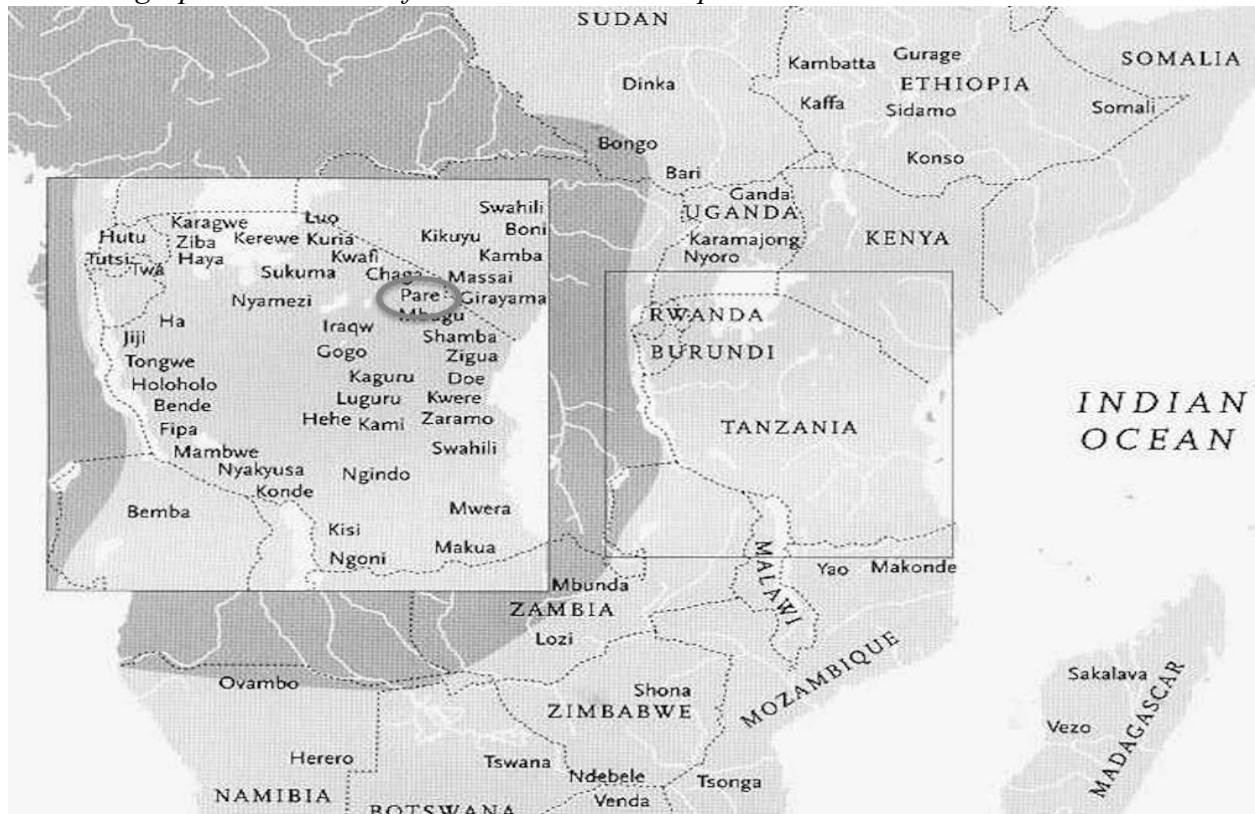 SUDAN
Gurage
Kambatta
SOMALIA
Dinka
ETHIOPIA
Kaffa
Sidamo
Somali
Bongo
Konso
Bari
Ganda
UGANDA
Karamajong
Nyoro
KENYA
Swahili
Luo
Karagwe
Boni
Hutu
Ziba
Kerewe
Kuria
Kikuyu
Tutsi
Twa
Haya
Kwafi
Kamba
Sukuma
Chaga
Massai
Nyamezi
Pare
Girayama
Mbugu
Ha
Iraqw
Jiji
Shamba
Gogo
Zigua
Tongwe
Kaguru
Doe
Holoholo
Luguru
Kwere
Bende
Hehe
Kami
Zaramo
Fipa
Swahili
Mambwe
Nyakyusa
Ngindo
Konde
Bemba
Mwera
Kisi
Makua
Ngoni
RWANDA
BURUNDI
TANZANIA
INDIAN
OCEAN
MALAWI
Yao
Makonde
Mbunda
ZAMBIA
Lozi
MOZAMBIQUE
Ovambo
Shona
ZIMBABWE
Sakalava
Vezo
MADAGASCAR
Herero
Tswana
Ndebele
Tsonga
Venda
NAMIBIA
BOTSWANA